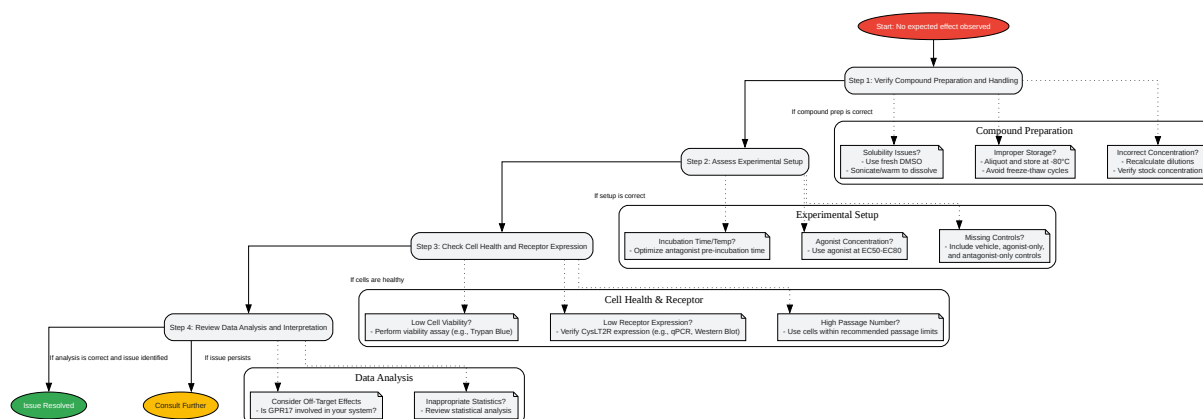 Start: No expected effect observed
Step 1: Verify Compound Preparation and Handling
If compound prep is correct
Compound Preparation
Solubility Issues?
- Use fresh DMSO
- Sonicate/warm to dissolve
Improper Storage?
- Aliquot and store at -80°C
- Avoid freeze-thaw cycles
Incorrect Concentration?
- Recalculate dilutions
- Verify stock concentration
Step 2: Assess Experimental Setup
If setup is correct
Experimental Setup
Incubation Time/Temp?
- Optimize antagonist pre-incubation time
Agonist Concentration?
- Use agonist at EC50-EC80
Missing Controls?
- Include vehicle, agonist-only,
and antagonist-only controls
Step 3: Check Cell Health and Receptor Expression
If cells are healthy
Cell Health & Receptor
Low Cell Viability?
- Perform viability assay (e.g., Trypan Blue)
Low Receptor Expression?
- Verify CysLT2R expression (e.g., qPCR, Western Blot)
High Passage Number?
- Use cells within recommended passage limits
Step 4: Review Data Analysis and Interpretation
If analysis is correct and issue identified
If issue persists
Data Analysis
Consider Off-Target Effects
- Is GPR17 involved in your system?
Inappropriate Statistics?
- Review statistical analysis
Issue Resolved
Consult Further